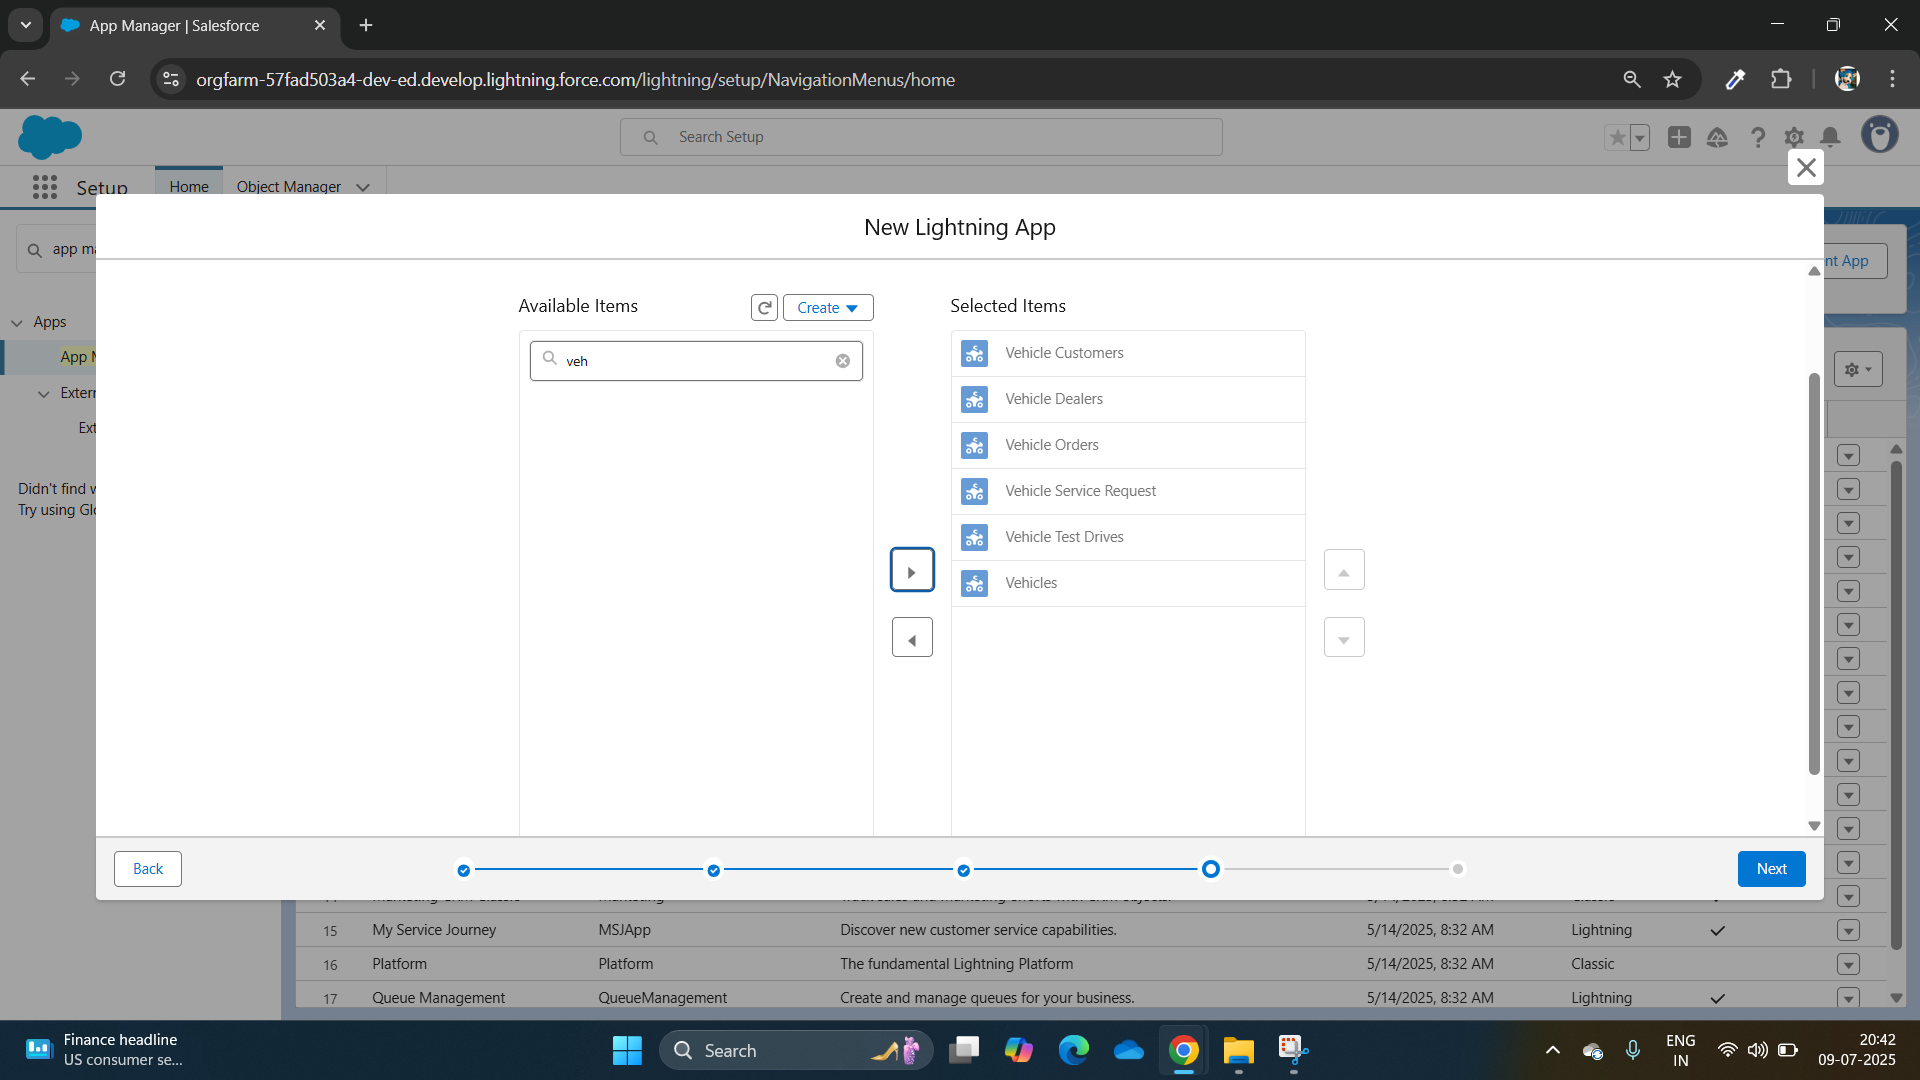 App Manager | Salesforce
orgfarm-57fad503a4-dev-ed.develop.lightning.force.com/lightning/setup/NavigationMenus/home
Search Setup
Setup
Home
Object Manager
app ma
nt App
Apps
App M
Extern
Ext
Didn't find w
Try using Glo
New Lightning App
Available Items
Create
veh
Selected Items
Vehicle Customers
Vehicle Dealers
Vehicle Orders
Vehicle Service Request
Vehicle Test Drives
Vehicles
Back
Next
15 My Service Journey MSJApp Discover new customer service capabilities. 5/14/2025, 8:32 AM Lightning
16 Platform Platform The fundamental Lightning Platform 5/14/2025, 8:32 AM Classic
17 Queue Management QueueManagement Create and manage queues for your business. 5/14/2025, 8:32 AM Lightning
Finance headline
US consumer se...
Search
ENG
IN
20:42
09-07-2025